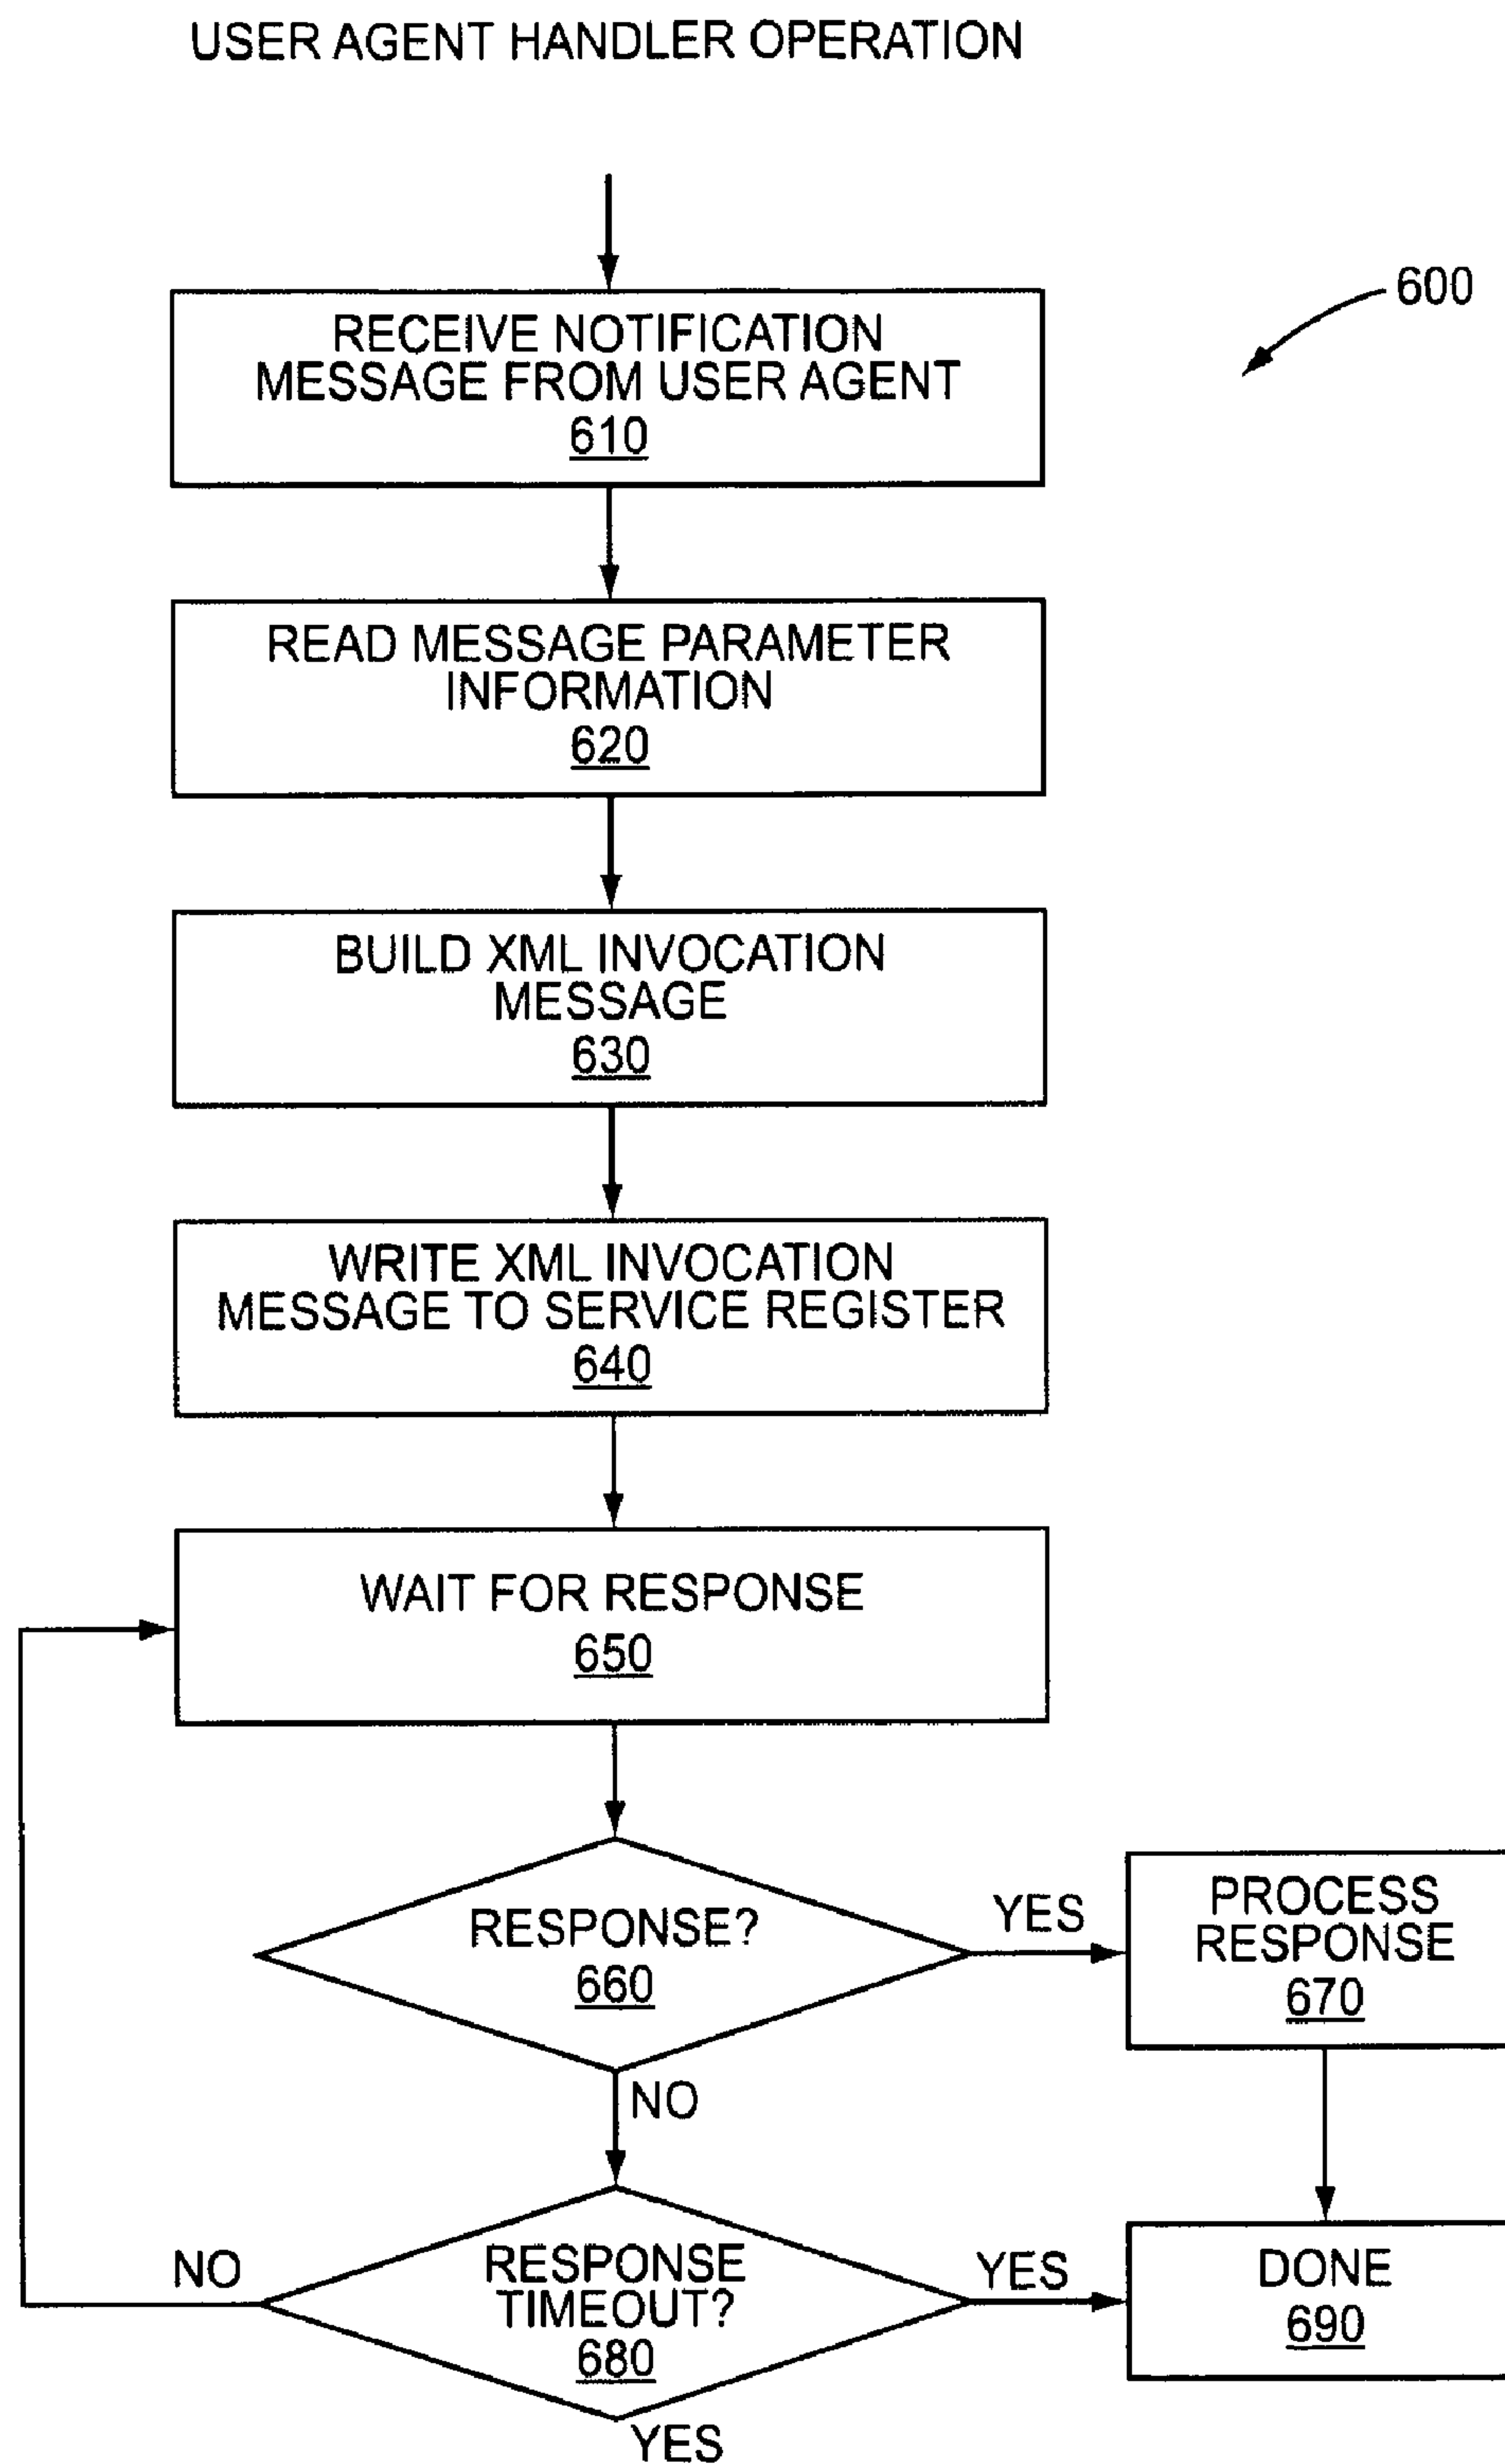 USER AGENT HANDLER OPERATION
600
RECEIVE NOTIFICATION
MESSAGE FROM USER AGENT
610
READ MESSAGE PARAMETER
INFORMATION
620
BUILD XML INVOCATION
MESSAGE
630
WRITE XML INVOCATION
MESSAGE TO SERVICE REGISTER
640
WAIT FOR RESPONSE
650
RESPONSE?
660
YES
PROCESS
RESPONSE
670
NO
RESPONSE
TIMEOUT?
680
NO
YES
DONE
690
YES